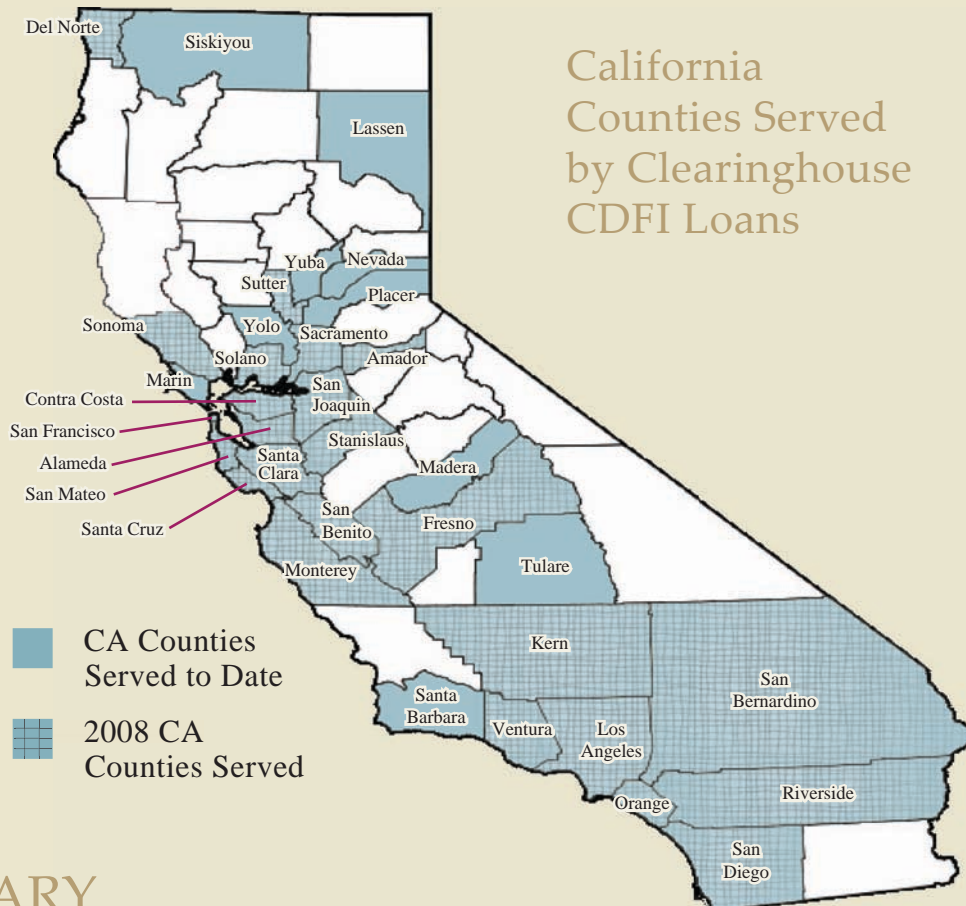 California
Counties Served
by Clearinghouse
CDFI Loans
Del Norte
Siskiyou
Lassen
Yuba
Nevada
Sutter
Placer
Sonoma
Yolo
Sacramento
Solano
Amador
Marin
San
Joaquin
Contra Costa
San Francisco
Stanislaus
Alameda
Santa
Clara
Madera
San Mateo
Santa Cruz
San
Benito
Fresno
Monterey
Tulare
Kern
San
Bernardino
Santa
Barbara
Ventura
Los
Angeles
Orange
Riverside
San
Diego
CA Counties
Served to Date
2008 CA
Counties Served
ARY